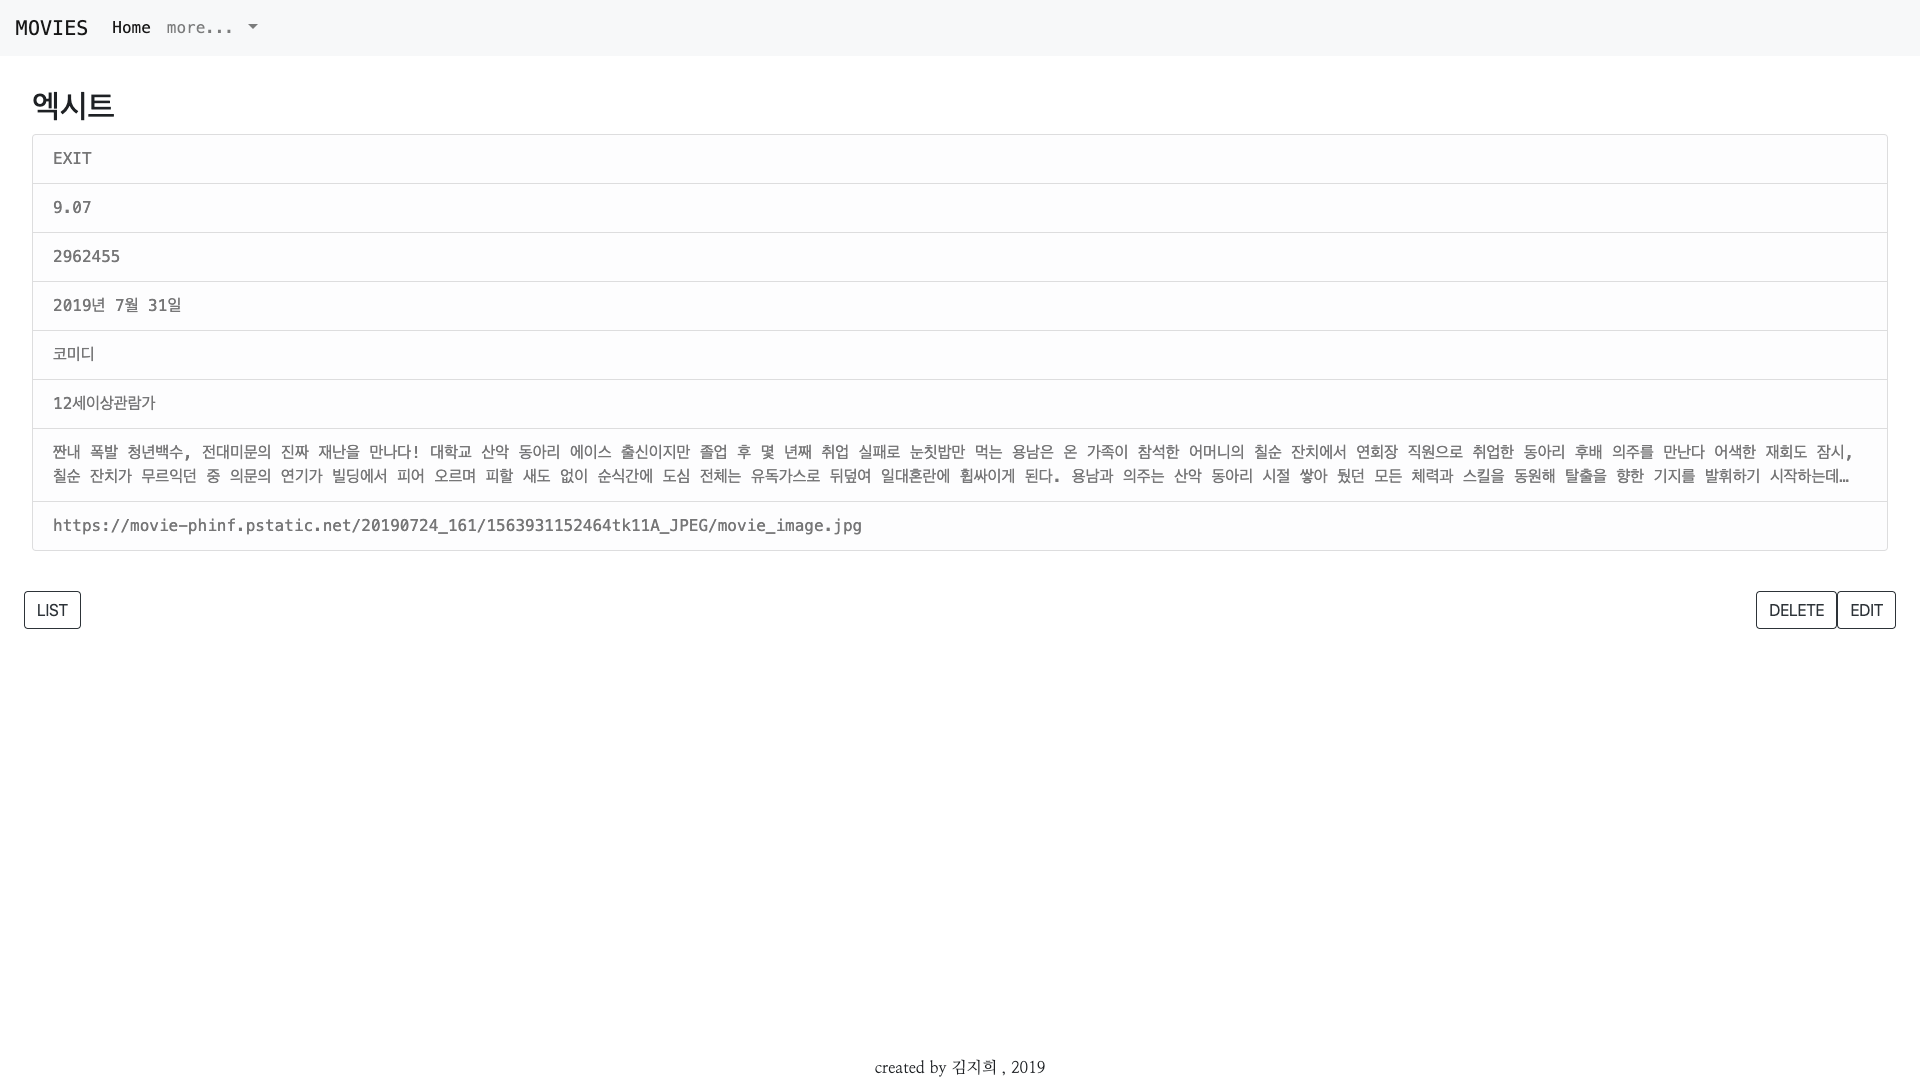 MOVIES Home more...
엑시트
EXIT
9.07
2962455
2019년 7월 31일
코미디
12세이상관람가
짠내 폭발 청년백수, 전대미문의 진짜 재난을 만나다! 대학교 산악 동아리 에이스 출신이지만 졸업 후 몇 년째 취업 실패로 눈칫밥만 먹는 용남은 온 가족이 참석한 어머니의 칠순 잔치에서 연회장 직원으로 취업한 동아리 후배 의주를 만난다 어색한 재회도 잠시,
칠순 잔치가 무르익던 중 의문의 연기가 빌딩에서 피어 오르며 피할 새도 없이 순식간에 도심 전체는 유독가스로 뒤덮여 일대혼란에 휩싸이게 된다. 용남과 의주는 산악 동아리 시절 쌓아 뒀던 모든 체력과 스킬을 동원해 탈출을 향한 기지를 발휘하기 시작하는데…
https://movie-phinf.pstatic.net/20190724_161/1563931152464tk11A_JPEG/movie_image.jpg
LIST DELETE EDIT
created by 김지희 , 2019